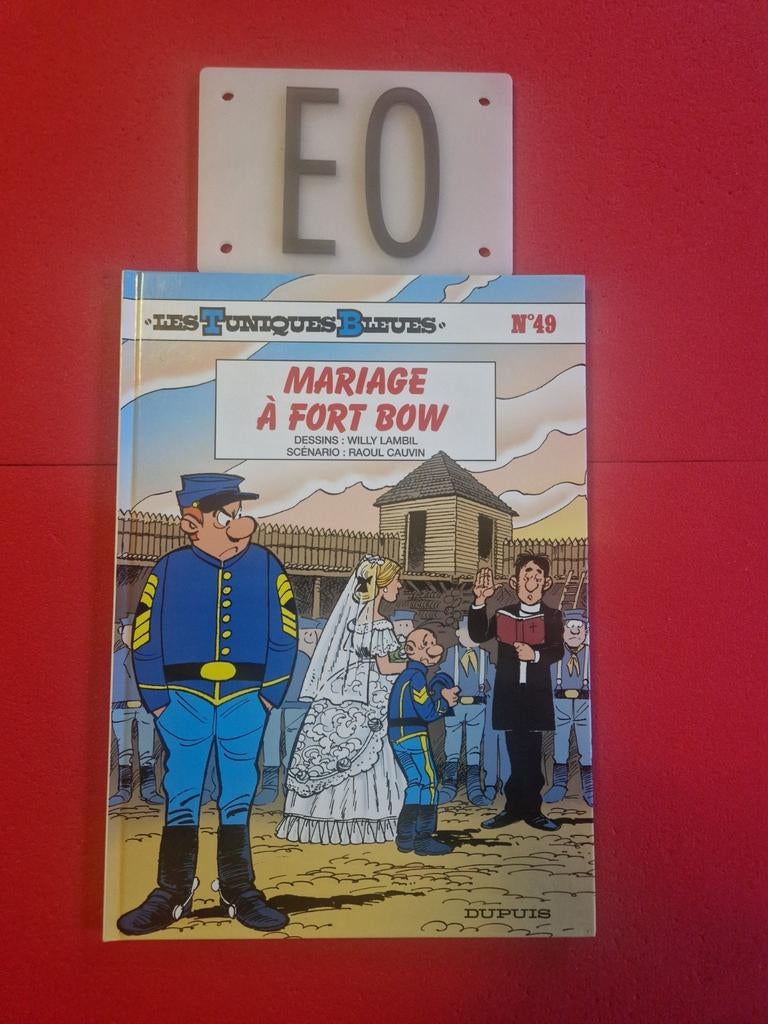 EO
LES TUNIQUES BLEUES
N°49
MARIAGE
À FORT BOW
DESSINS : WILLY LAMBIL
SCÉNARIO : RAOUL CAUVIN
DUPUIS